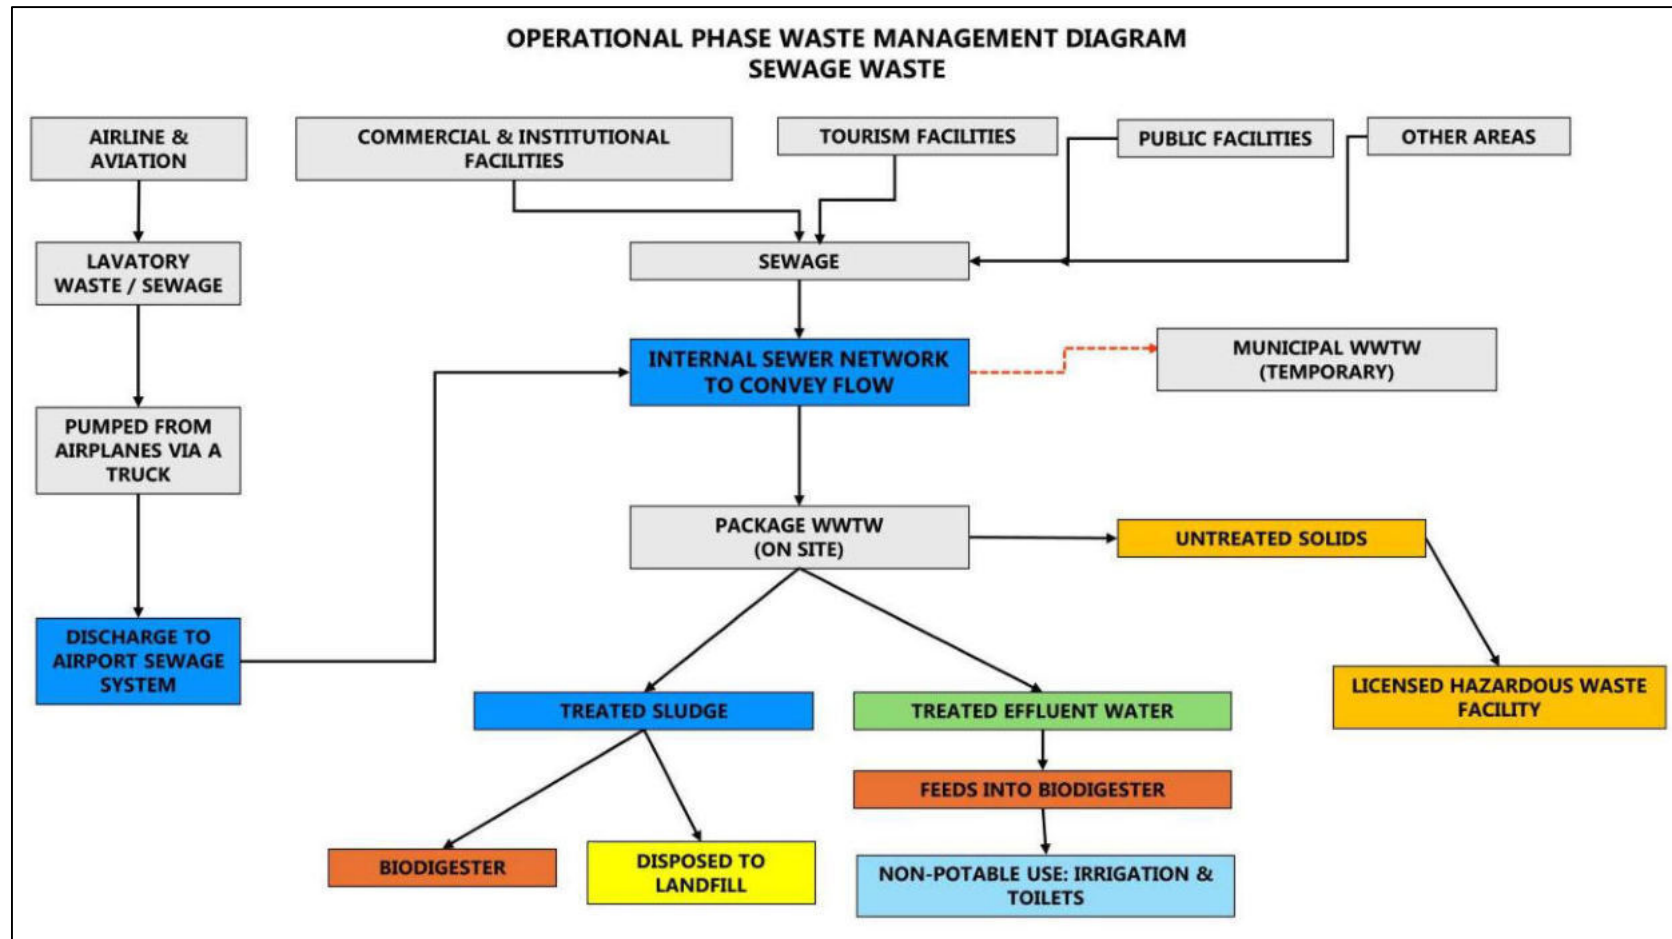 OPERATIONAL PHASE WASTE MANAGEMENT DIAGRAM
SEWAGE WASTE
AIRLINE &
AVIATION
COMMERCIAL & INSTITUTIONAL
FACILITIES
TOURISM FACILITIES
PUBLIC FACILITIES
OTHER AREAS
LAVATORY
WASTE / SEWAGE
SEWAGE
INTERNAL SEWER NETWORK
TO CONVEY FLOW
MUNICIPAL WWTW
(TEMPORARY)
PUMPED FROM
AIRPLANES VIA A
TRUCK
PACKAGE WWTW
(ON SITE)
UNTREATED SOLIDS
DISCHARGE TO
AIRPORT SEWAGE
SYSTEM
TREATED SLUDGE
TREATED EFFLUENT WATER
LICENSED HAZARDOUS WASTE
FACILITY
FEEDS INTO BIODIGESTER
BIODIGESTER
DISPOSED TO
LANDFILL
NON-POTABLE USE: IRRIGATION &
TOILETS